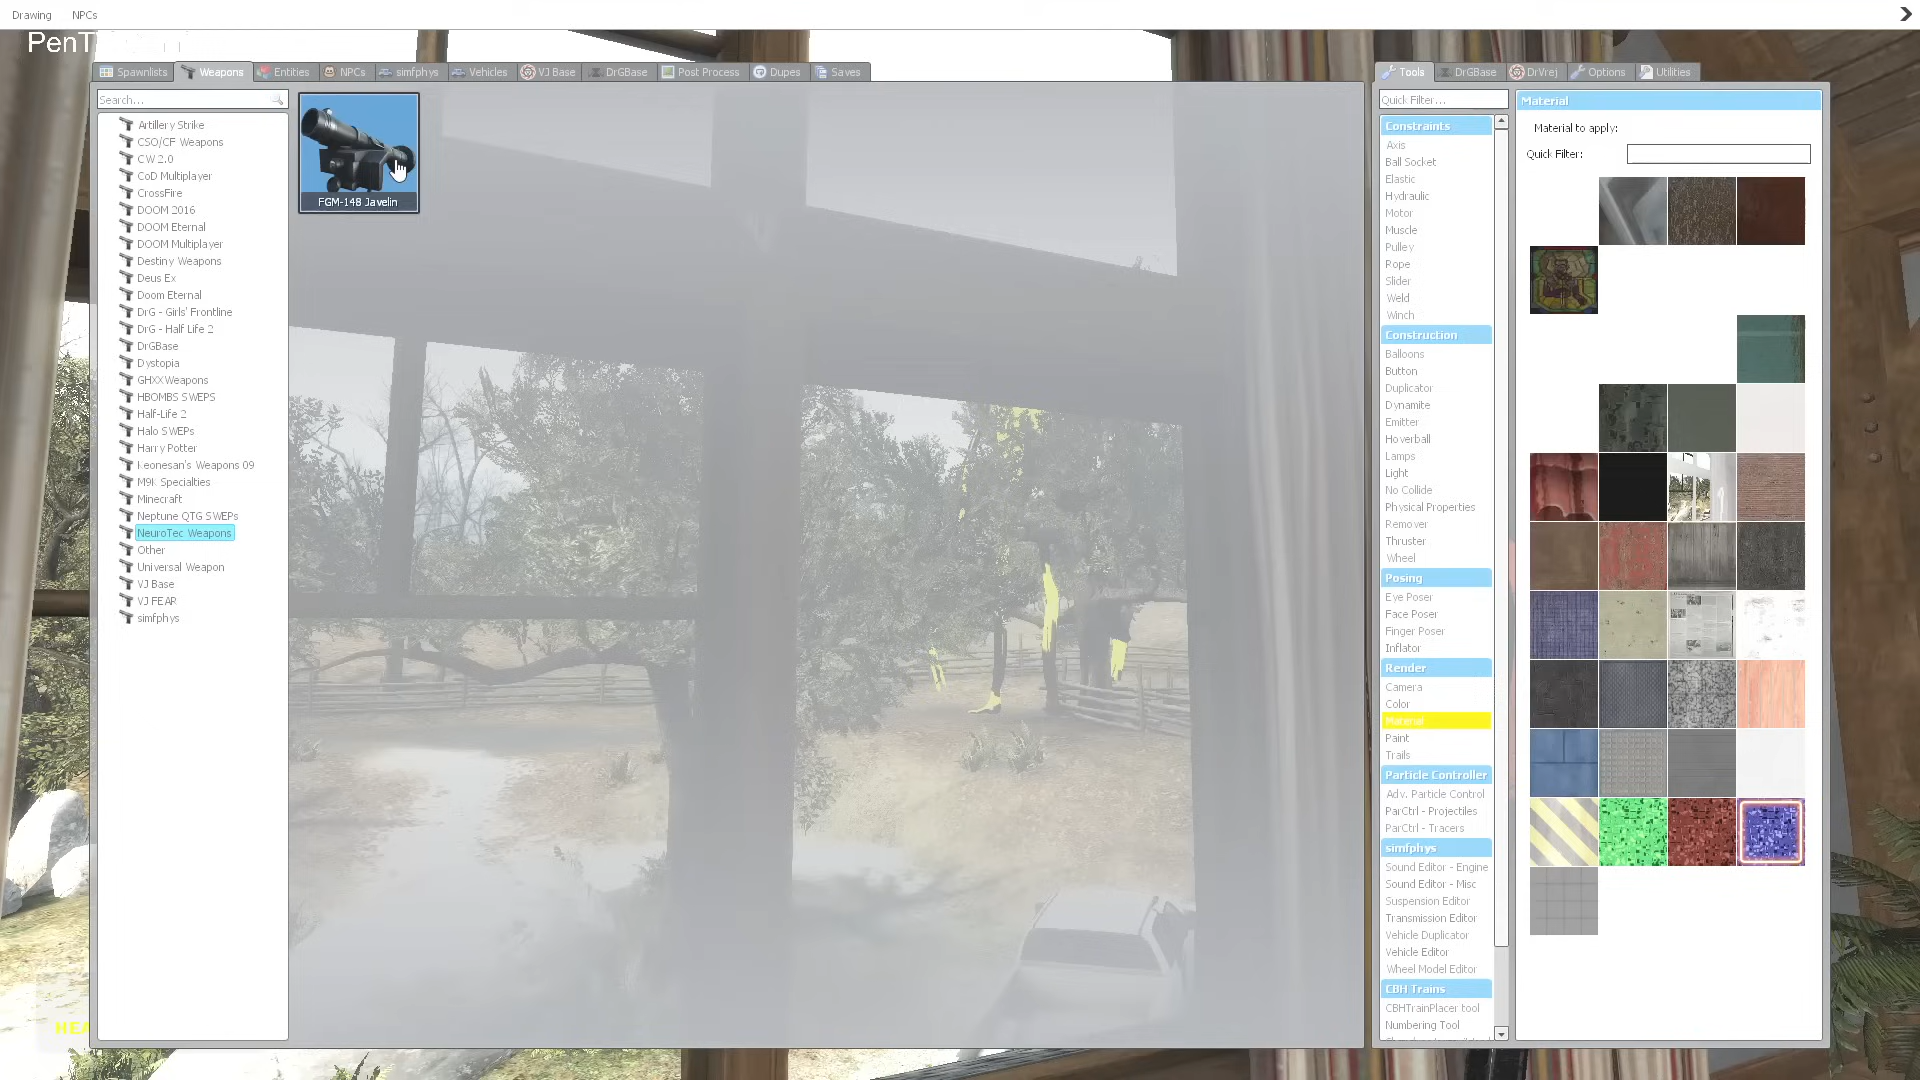 Drawing NPCs
PenT
Spawnlists Weapons Entities NPCs simfphys Vehicles VJ Base DrGBase Post Process Dupes Saves
Tools DrGBase DrVrej Options Utilities
Search...
Artillery Strike
CSO/CF Weapons
CW 2.0
CoD Multiplayer
CrossFire
DOOM 2016
DOOM Eternal
DOOM Multiplayer
Destiny Weapons
Deus Ex
Doom Eternal
DrG - Girls' Frontline
DrG - Half Life 2
DrGBase
Dystopia
GHXXWeapons
HBOMBS SWEPS
Half-Life 2
Halo SWEPs
Harry Potter
Keonesan's Weapons 09
M9K Specialties
Minecraft
Neptune QTG SWEPs
NeuroTec Weapons
Other
Universal Weapon
VJ Base
VJ FEAR
simfphys
FGM-148 Javelin
HEA
Quick Filter...
Constraints
Axis
Ball Socket
Elastic
Hydraulic
Motor
Muscle
Pulley
Rope
Slider
Weld
Winch
Construction
Balloons
Button
Duplicator
Dynamite
Emitter
Hoverball
Lamps
Light
No Collide
Physical Properties
Remover
Thruster
Wheel
Posing
Eye Poser
Face Poser
Finger Poser
Inflator
Render
Camera
Color
Material
Paint
Trails
Particle Controller
Adv. Particle Control
ParCtrl - Projectiles
ParCtrl - Tracers
simfphys
Sound Editor - Engine
Sound Editor - Misc
Suspension Editor
Transmission Editor
Vehicle Duplicator
Vehicle Editor
Wheel Model Editor
CBH Trains
CBHTrainPlacer tool
Numbering Tool
Material
Material to apply:
Quick Filter: